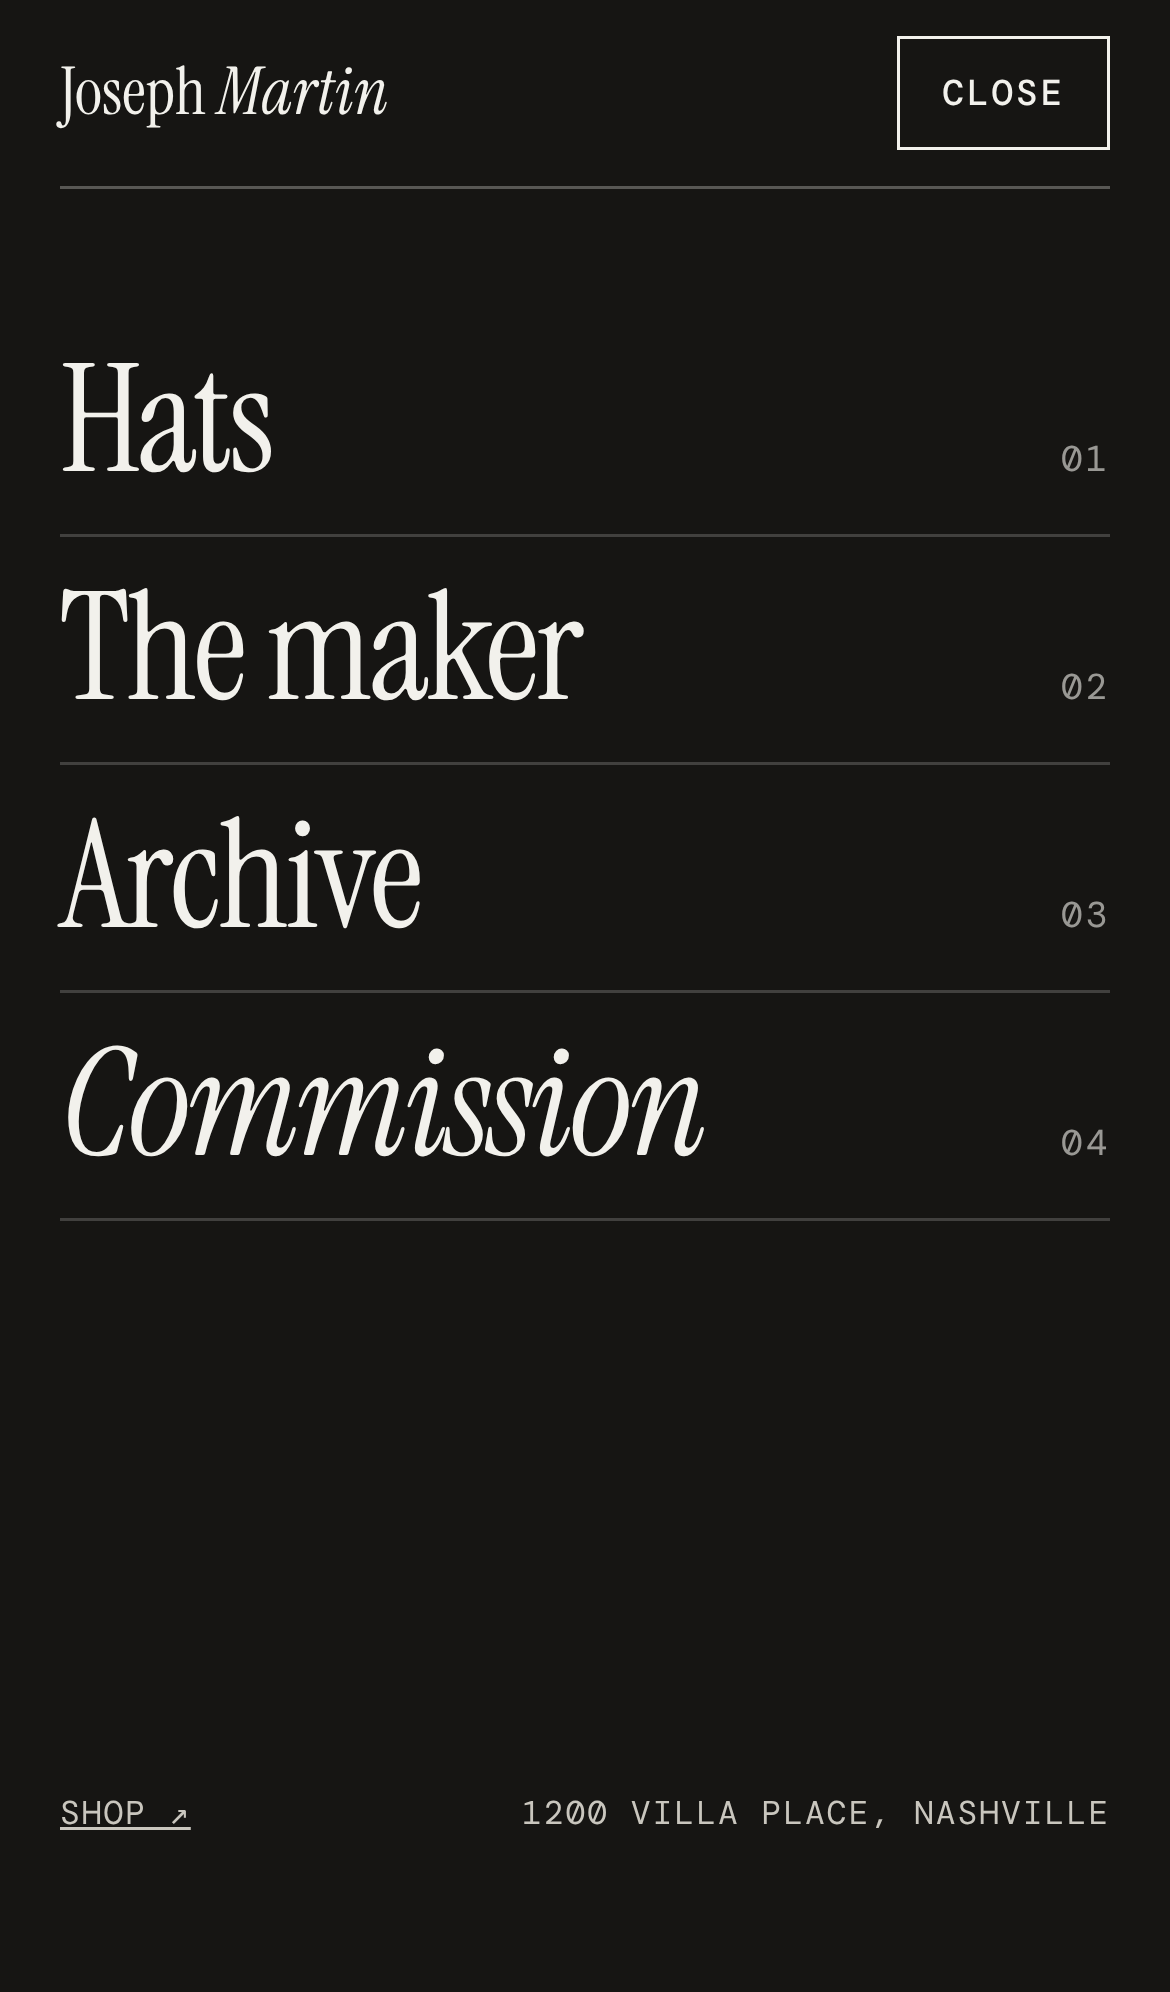 Joseph Martin
CLOSE
Hats
01
The maker
02
Archive
03
Commission
04
SHOP ↗
1200 VILLA PLACE, NASHVILLE